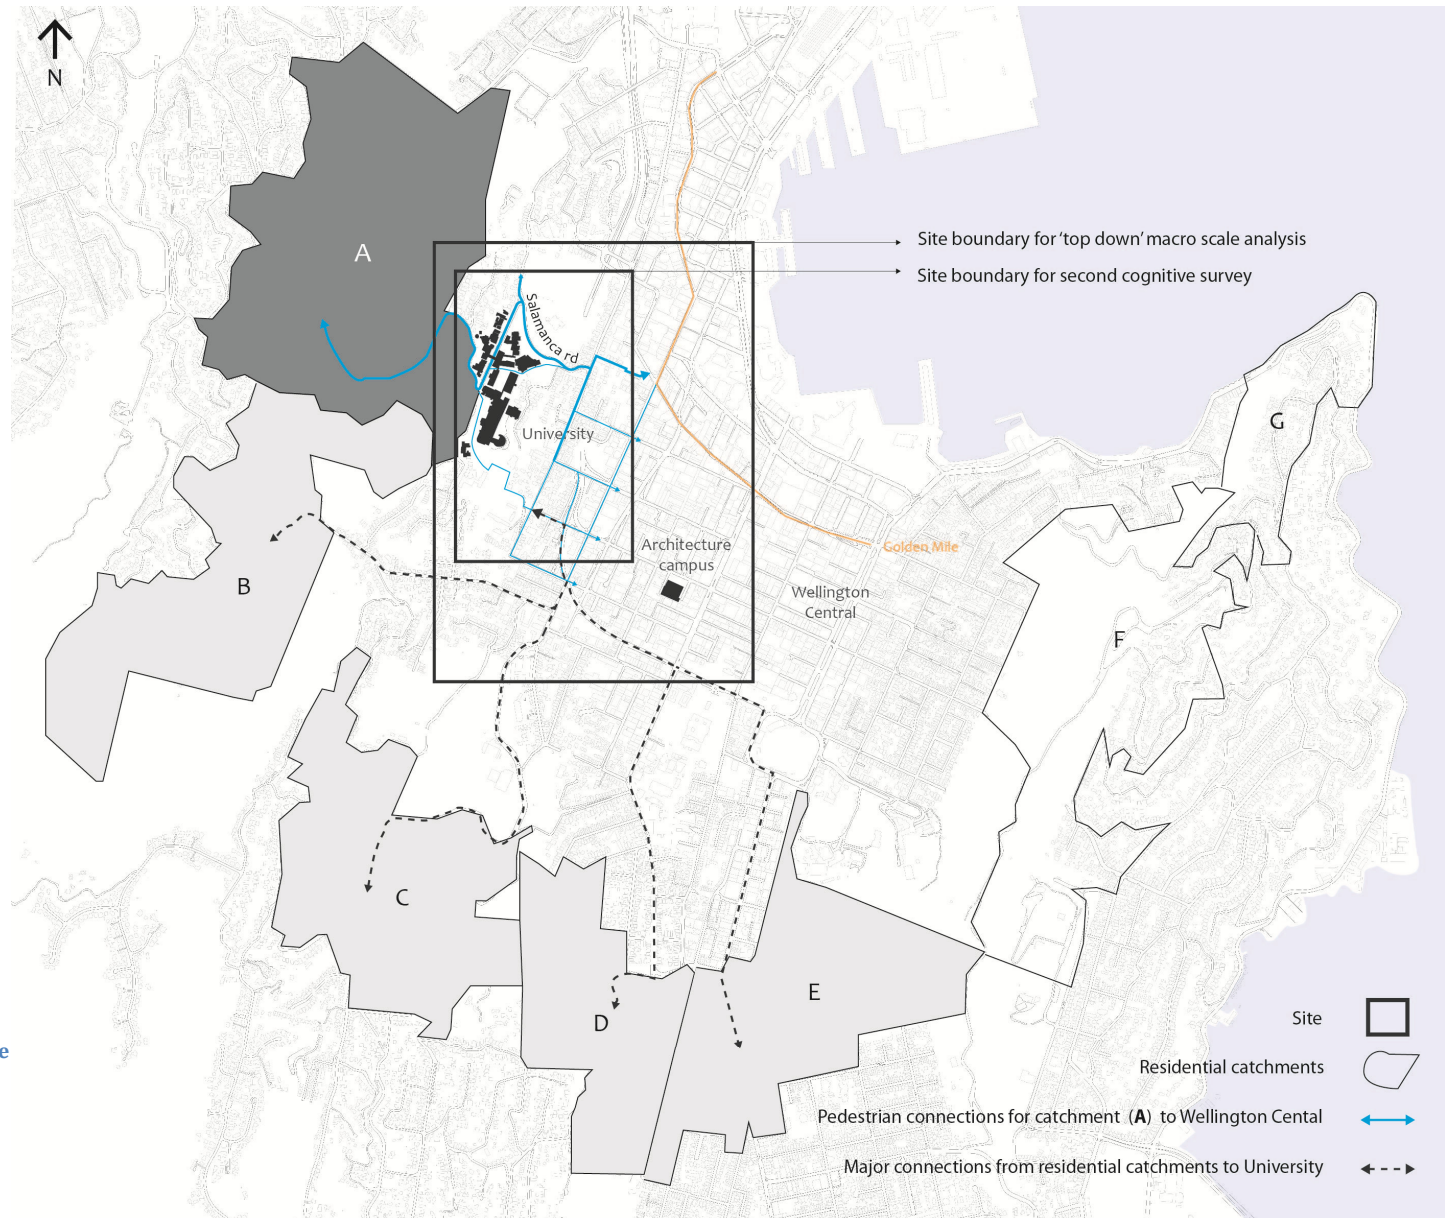 N
A
Site boundary for 'top down' macro scale analysis
Site boundary for second cognitive survey
Salamanca rd
G
University
Architecture
campus
Golden Mile
B
Wellington
Central
F
C
E
D
Site
e
Residential catchments
Pedestrian connections for catchment (A) to Wellington Cental
Major connections from residential catchments to University